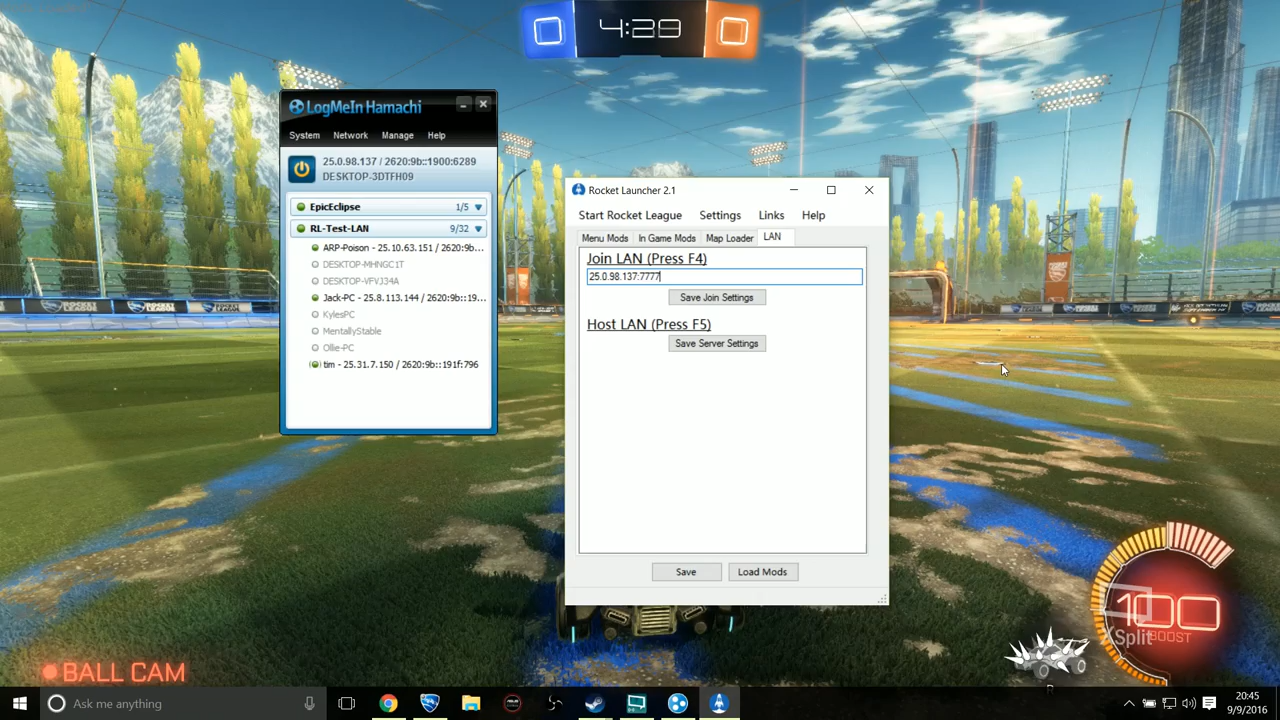 0 4:29 0
LogMeIn Hamachi
System Network Manage Help
25.0.98.137 / 2620:9b::1900:6289
DESKTOP-3DTFH09
EpicEclipse 1/5
RL-Test-LAN 9/32
ARP-Poison - 25.10.63.151 / 2620:9b...
DESKTOP-MHNGC1T
DESKTOP-VFVJ34A
Jack-PC - 25.8.113.144 / 2620:9b::19...
KylesPC
MentallyStable
Ollie-PC
tim - 25.31.7.150 / 2620:9b::191f:796
Rocket Launcher 2.1
Start Rocket League Settings Links Help
Menu Mods In Game Mods Map Loader LAN
Join LAN (Press F4)
25.0.98.137:7777
Save Join Settings
Host LAN (Press F5)
Save Server Settings
Save Load Mods
100
BOOST
XSplit
BALL CAM
R
Ask me anything
20:45
9/9/2016